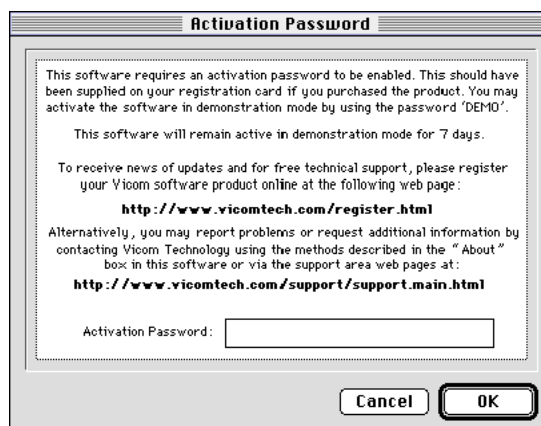 Activation Password
This software requires an activation password to be enabled. This should have
been supplied on your registration card if you purchased the product. You may
activate the software in demonstration mode by using the password 'DEMO'.
This software will remain active in demonstration mode for 7 days.
To receive news of updates and for free technical support, please register
your Vicom software product online at the following web page:
http://www.vicomtech.com/register.html
Alternatively, you may report problems or request additional information by
contacting Vicom Technology using the methods described in the "About"
box in this software or via the support area web pages at:
http://www.vicomtech.com/support/support.main.html
Activation Password:
Cancel OK